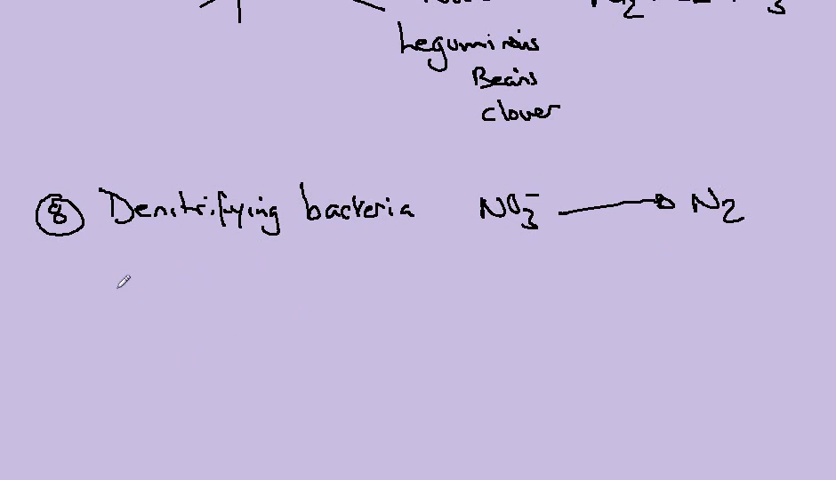 Leguminous
Beans
clover
8 Denitrifying bacteria NO3- → N2